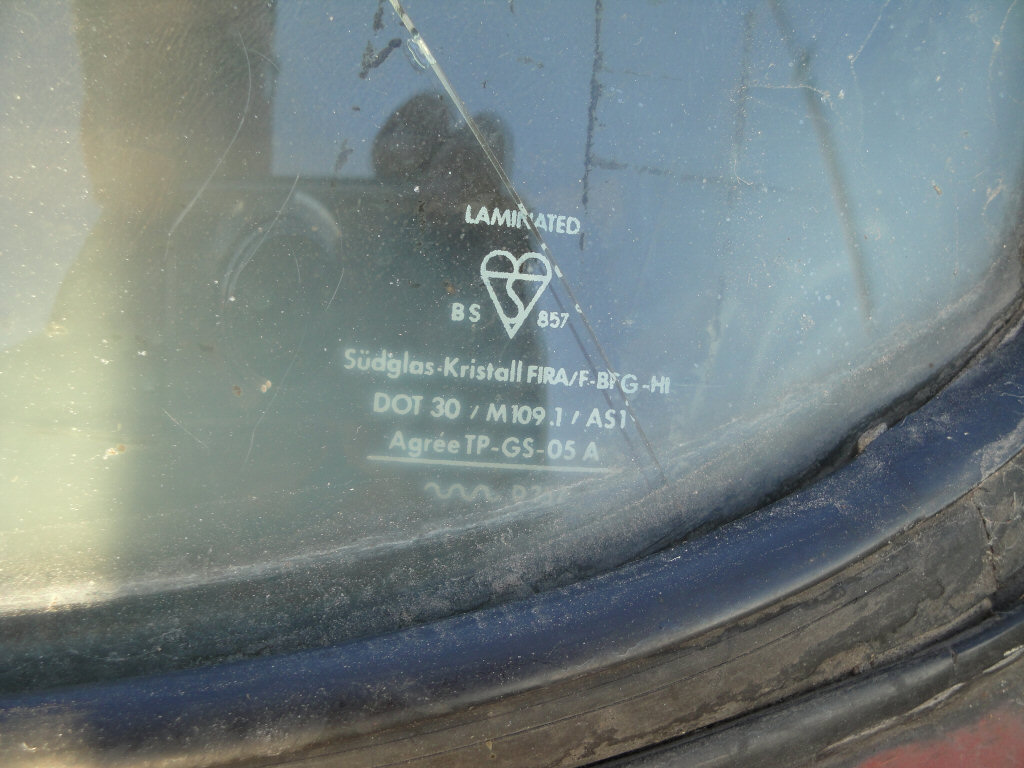 LAMINATED
BS 857
Südglas-Kristall FIRA/F-BFG-HI
DOT 30 / M109.1 / AS1
Agrée TP-GS-05 A